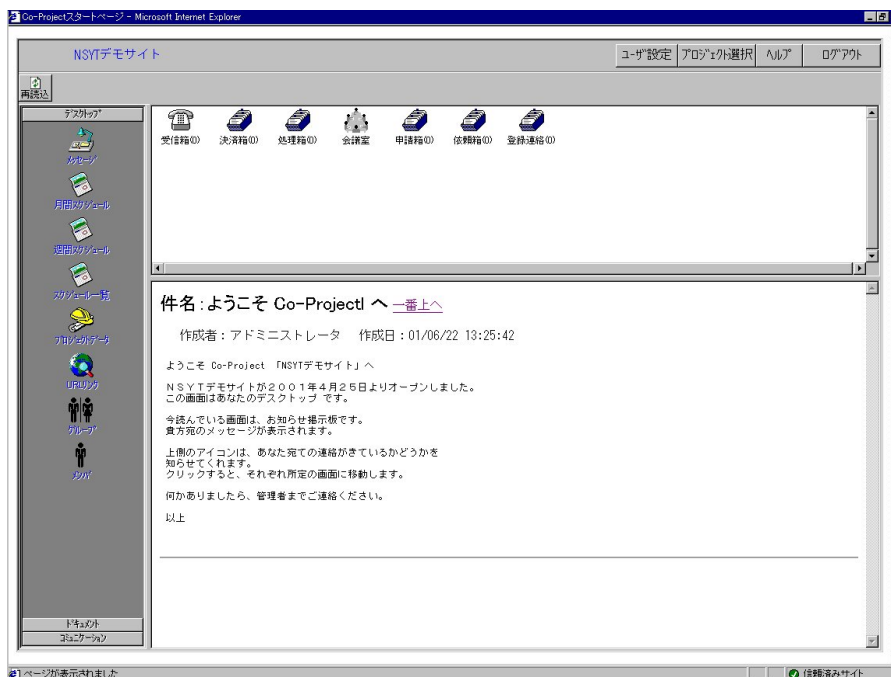 Co-Projectスタートページ - Microsoft Internet Explorer
NSYTデモサイト
ユーザ設定 プロジェクト選択 ヘルプ ログアウト
再読込
デスクトップ
受信箱(0) 決済箱(0) 処理箱(0) 会議室 申請箱(0) 依頼箱(0) 登録連絡(0)
メッセージ
月間スケジュール
週間スケジュール
スケジュール一覧
プロジェクトデータ
URLリンク
グループ
メンバ
件名:ようこそ Co-Projectl へ 一番上へ
作成者:アドミニストレータ 作成日:01/06/22 13:25:42
ようこそ Co-Project 「NSYTデモサイト」へ
NSYTデモサイトが2001年4月25日よりオープンしました。
この画面はあなたのデスクトップ です。
今読んでいる画面は、お知らせ掲示板です。
貴方宛のメッセージが表示されます。
上側のアイコンは、あなた宛ての連絡がきているかどうかを
知らせてくれます。
クリックすると、それぞれ所定の画面に移動します。
何かありましたら、管理者までご連絡ください。
以上
ドキュメント
コミュニケーション
ページが表示されました
信頼済みサイト